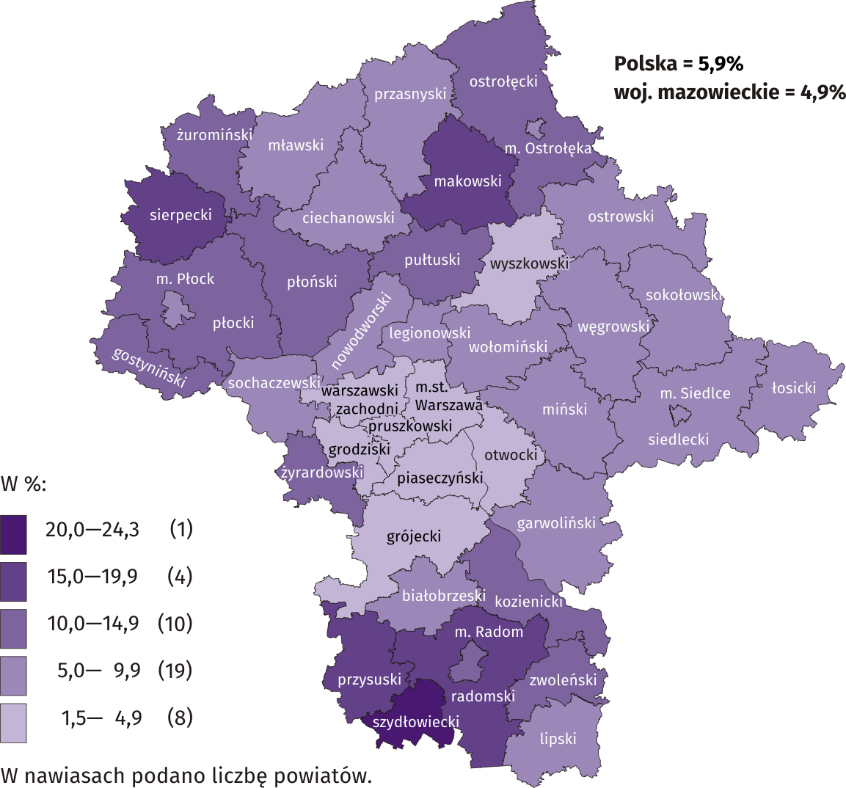 Polska = 5,9%
woj. mazowieckie = 4,9%
ostrołęcki
przasnyski
żuromiński
mławski
m. Ostrołęka
makowski
sierpecki
ciechanowski
ostrowski
pułtuski
wyszkowski
m. Płock
płoński
sokołowski
płocki
nowodworski
legionowski
węgrowski
wołomiński
gostyniński
sochaczewski
warszawski
zachodni
m.st.
Warszawa
m. Siedlce
łosicki
miński
pruszkowski
siedlecki
grodziski
otwocki
żyrardowski
piaseczyński
garwoliński
grójecki
białobrzeski
kozienicki
m. Radom
przysuski
zwoleński
radomski
szydłowiecki
lipski
W %:
20,0—24,3 (1)
15,0—19,9 (4)
10,0—14,9 (10)
5,0— 9,9 (19)
1,5— 4,9 (8)
W nawiasach podano liczbę powiatów.